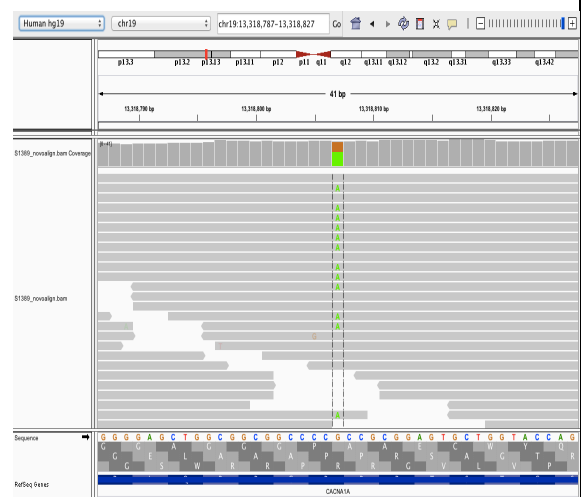 Human hg19 chr19 chr19:13,318,787-13,318,827 Go
p13.3 p13.2 p13.13 p13.11 p12 p11 q11 q12 q13.11 q13.12 q13.2 q13.31 q13.33 q13.42
41 bp
13,318,790 bp 13,318,800 bp 13,318,810 bp 13,318,820 bp
S1389_novoalign.bam Coverage
A
A
A
A
A
A
A
A
A
S1389_novoalign.bam
A
A
G
A
Sequence G G G G A G C T G G C G G C G G C C C C G C C G C G G A G T G C T G G T A C C A G
G G A G G G P A A E C W Y Q
G E L A A A P P R S A G T R
G S W R R P R R G V L V P
RefSeq Genes
CACNA1A